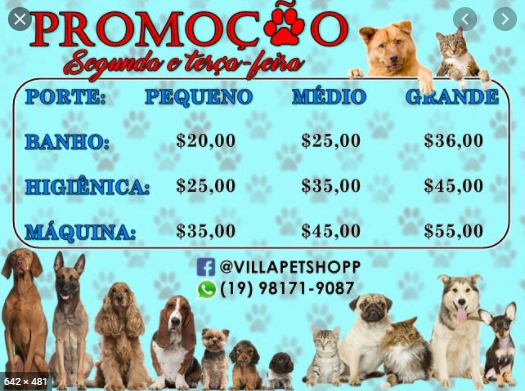 PROMOÇÃO
Segunda e terça-feira
PORTE: PEQUENO MÉDIO GRANDE
BANHO: $20,00 $25,00 $36,00
HIGIÊNICA: $25,00 $35,00 $45,00
MÁQUINA: $35,00 $45,00 $55,00
@VILLAPETSHOPP
(19) 98171-9087
642 × 481